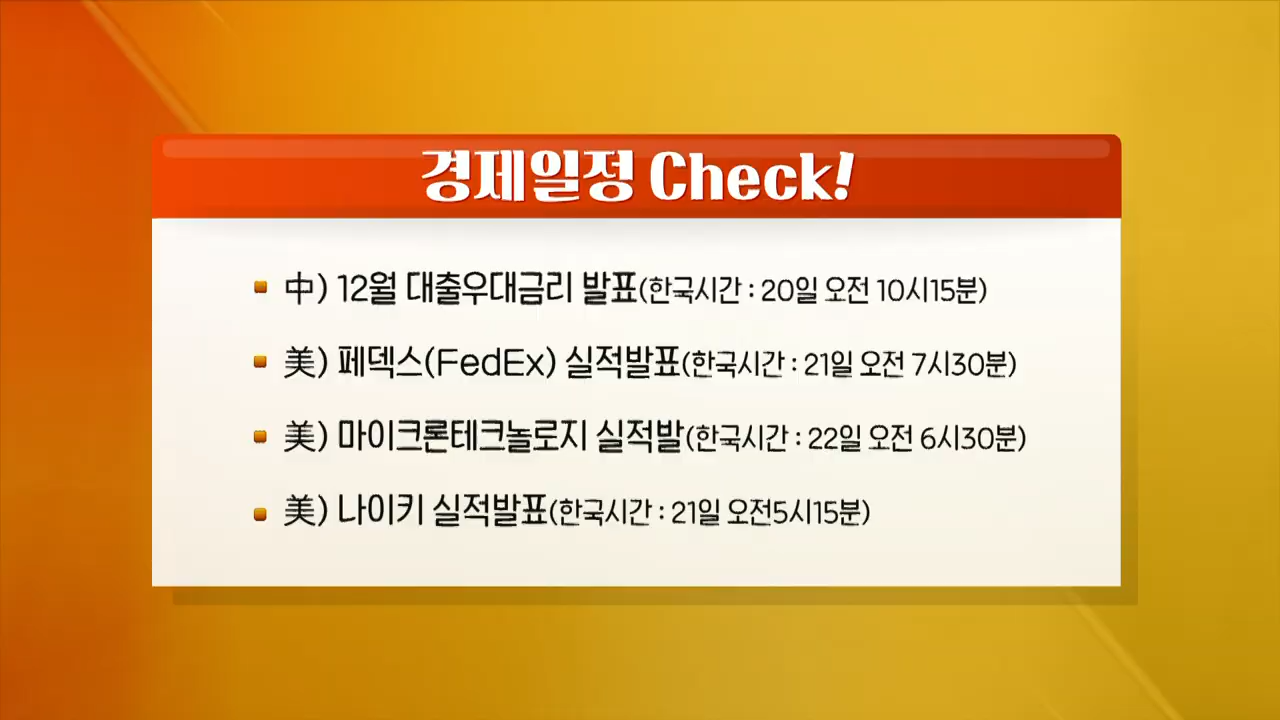 경제일정 Check!
中) 12월 대출우대금리 발표(한국시간 : 20일 오전 10시15분)
美) 페덱스(FedEx) 실적발표(한국시간 : 21일 오전 7시30분)
美) 마이크론테크놀로지 실적발(한국시간 : 22일 오전 6시30분)
美) 나이키 실적발표(한국시간 : 21일 오전5시15분)